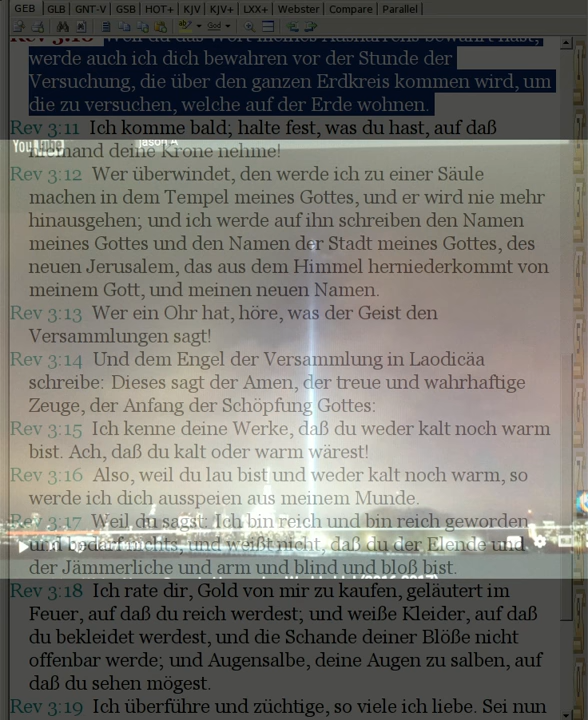 GEB GLB GNT-V GSB HOT+ KJV KJV+ LXX+ Webster Compare Parallel
werde auch ich dich bewahren vor der Stunde der
Versuchung, die über den ganzen Erdkreis kommen wird, um
die zu versuchen, welche auf der Erde wohnen.
Rev 3:11 Ich komme bald; halte fest, was du hast, auf daß
YouTube Jason A
niemand deine Krone nehme!
Rev 3:12 Wer überwindet, den werde ich zu einer Säule
machen in dem Tempel meines Gottes, und er wird nie mehr
hinausgehen; und ich werde auf ihn schreiben den Namen
meines Gottes und den Namen der Stadt meines Gottes, des
neuen Jerusalem, das aus dem Himmel herniederkommt von
meinem Gott, und meinen neuen Namen.
Rev 3:13 Wer ein Ohr hat, höre, was der Geist den
Versammlungen sagt!
Rev 3:14 Und dem Engel der Versammlung in Laodicäa
schreibe: Dieses sagt der Amen, der treue und wahrhaftige
Zeuge, der Anfang der Schöpfung Gottes:
Rev 3:15 Ich kenne deine Werke, daß du weder kalt noch warm
bist. Ach, daß du kalt oder warm wärest!
Rev 3:16 Also, weil du lau bist und weder kalt noch warm, so
werde ich dich ausspeien aus meinem Munde.
Rev 3:17 Weil du sagst: Ich bin reich und bin reich geworden
und bedarf nichts, und weißt nicht, daß du der Elende und
der Jämmerliche und arm und blind und bloß bist.
Rev 3:18 Ich rate dir, Gold von mir zu kaufen, geläutert im
Feuer, auf daß du reich werdest; und weiße Kleider, auf daß
du bekleidet werdest, und die Schande deiner Blöße nicht
offenbar werde; und Augensalbe, deine Augen zu salben, auf
daß du sehen mögest.
Rev 3:19 Ich überführe und züchtige, so viele ich liebe. Sei nun